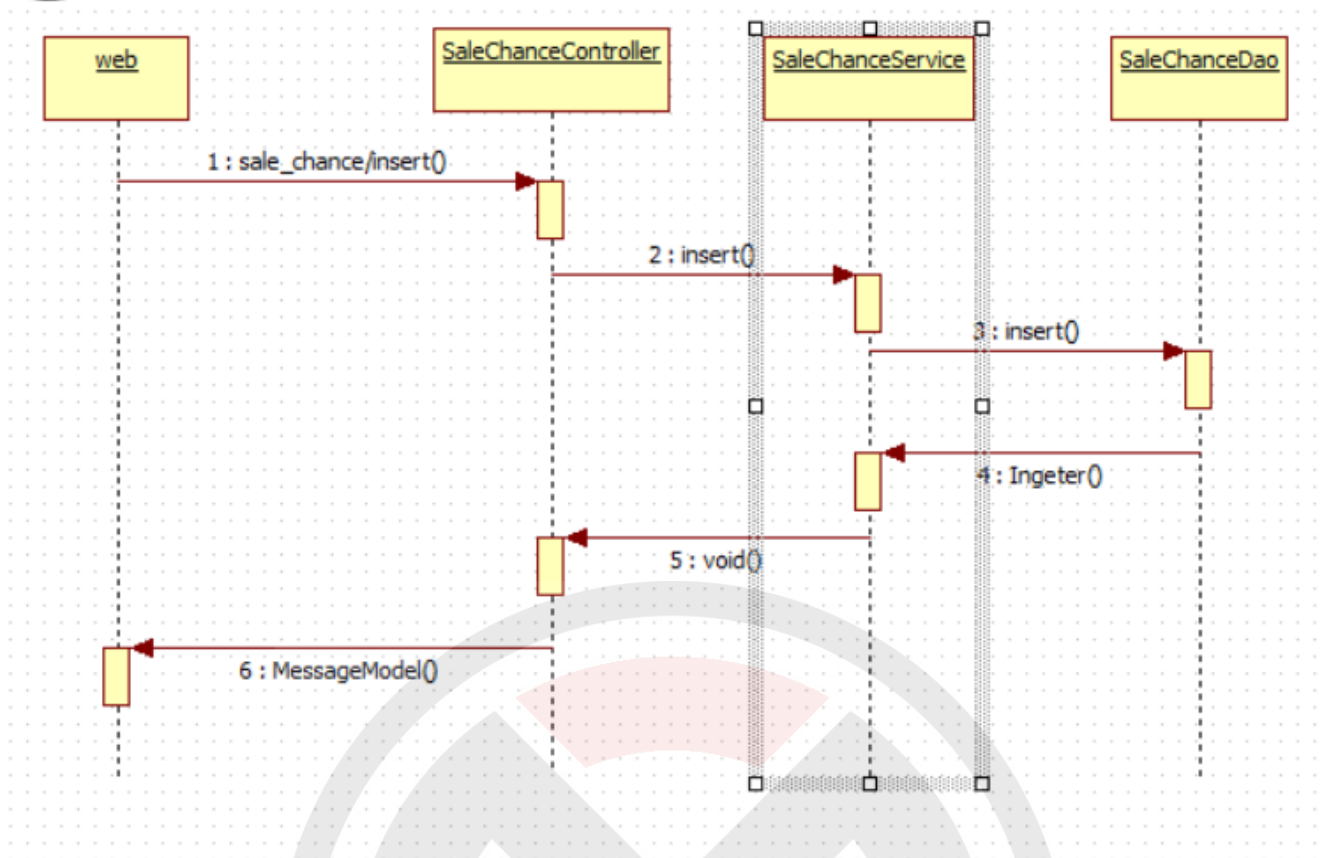 web
SaleChanceController
SaleChanceService
SaleChanceDao
1 : sale_chance/insert()
2 : insert()
3 : insert()
4 : Ingeter()
5 : void()
6 : MessageModel()